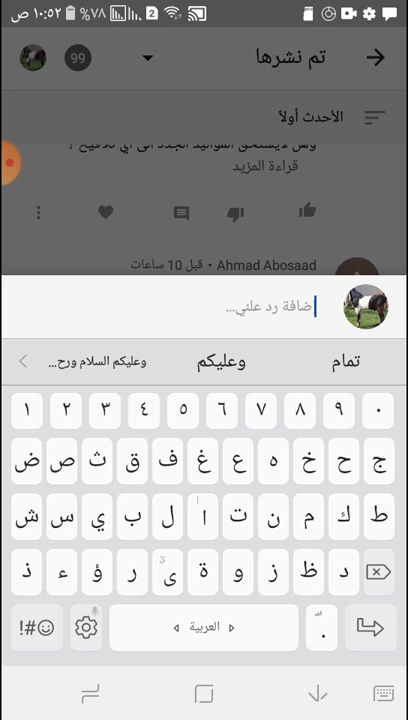 ١٠:٥٢ ص ٧٨%
تم نشرها
99
الأحدث أولاً
قراءة المزيد
Ahmad Abosaad • قبل 10 ساعات
إضافة رد علني...
تمام وعليكم وعليكم السلام ورح...
١ ٢ ٣ ٤ ٥ ٦ ٧ ٨ ٩ ٠
ض ص ث ق ف غ ع ه خ ح ج
ش س ي ب ل ا ت ن م ك ط
ذ ء ؤ ر ى ة و ز ظ د
!#☺ العربية .